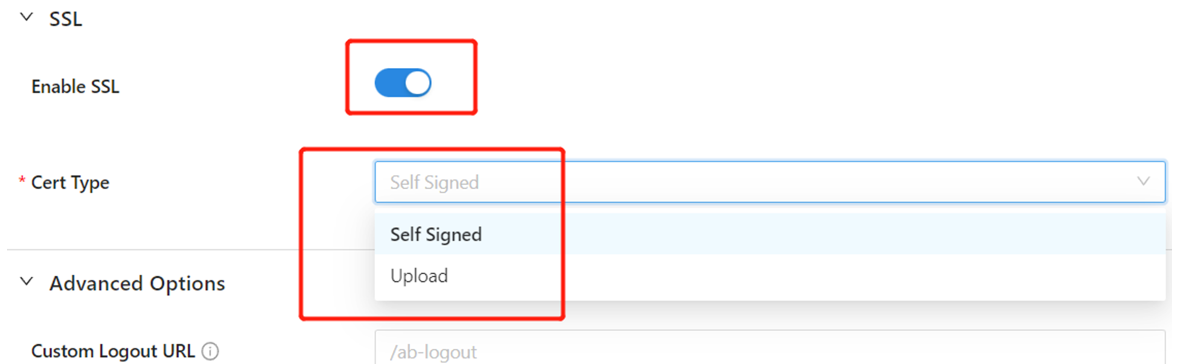 SSL
Enable SSL
* Cert Type
Self Signed
Self Signed
Upload
Advanced Options
Custom Logout URL
/ab-logout